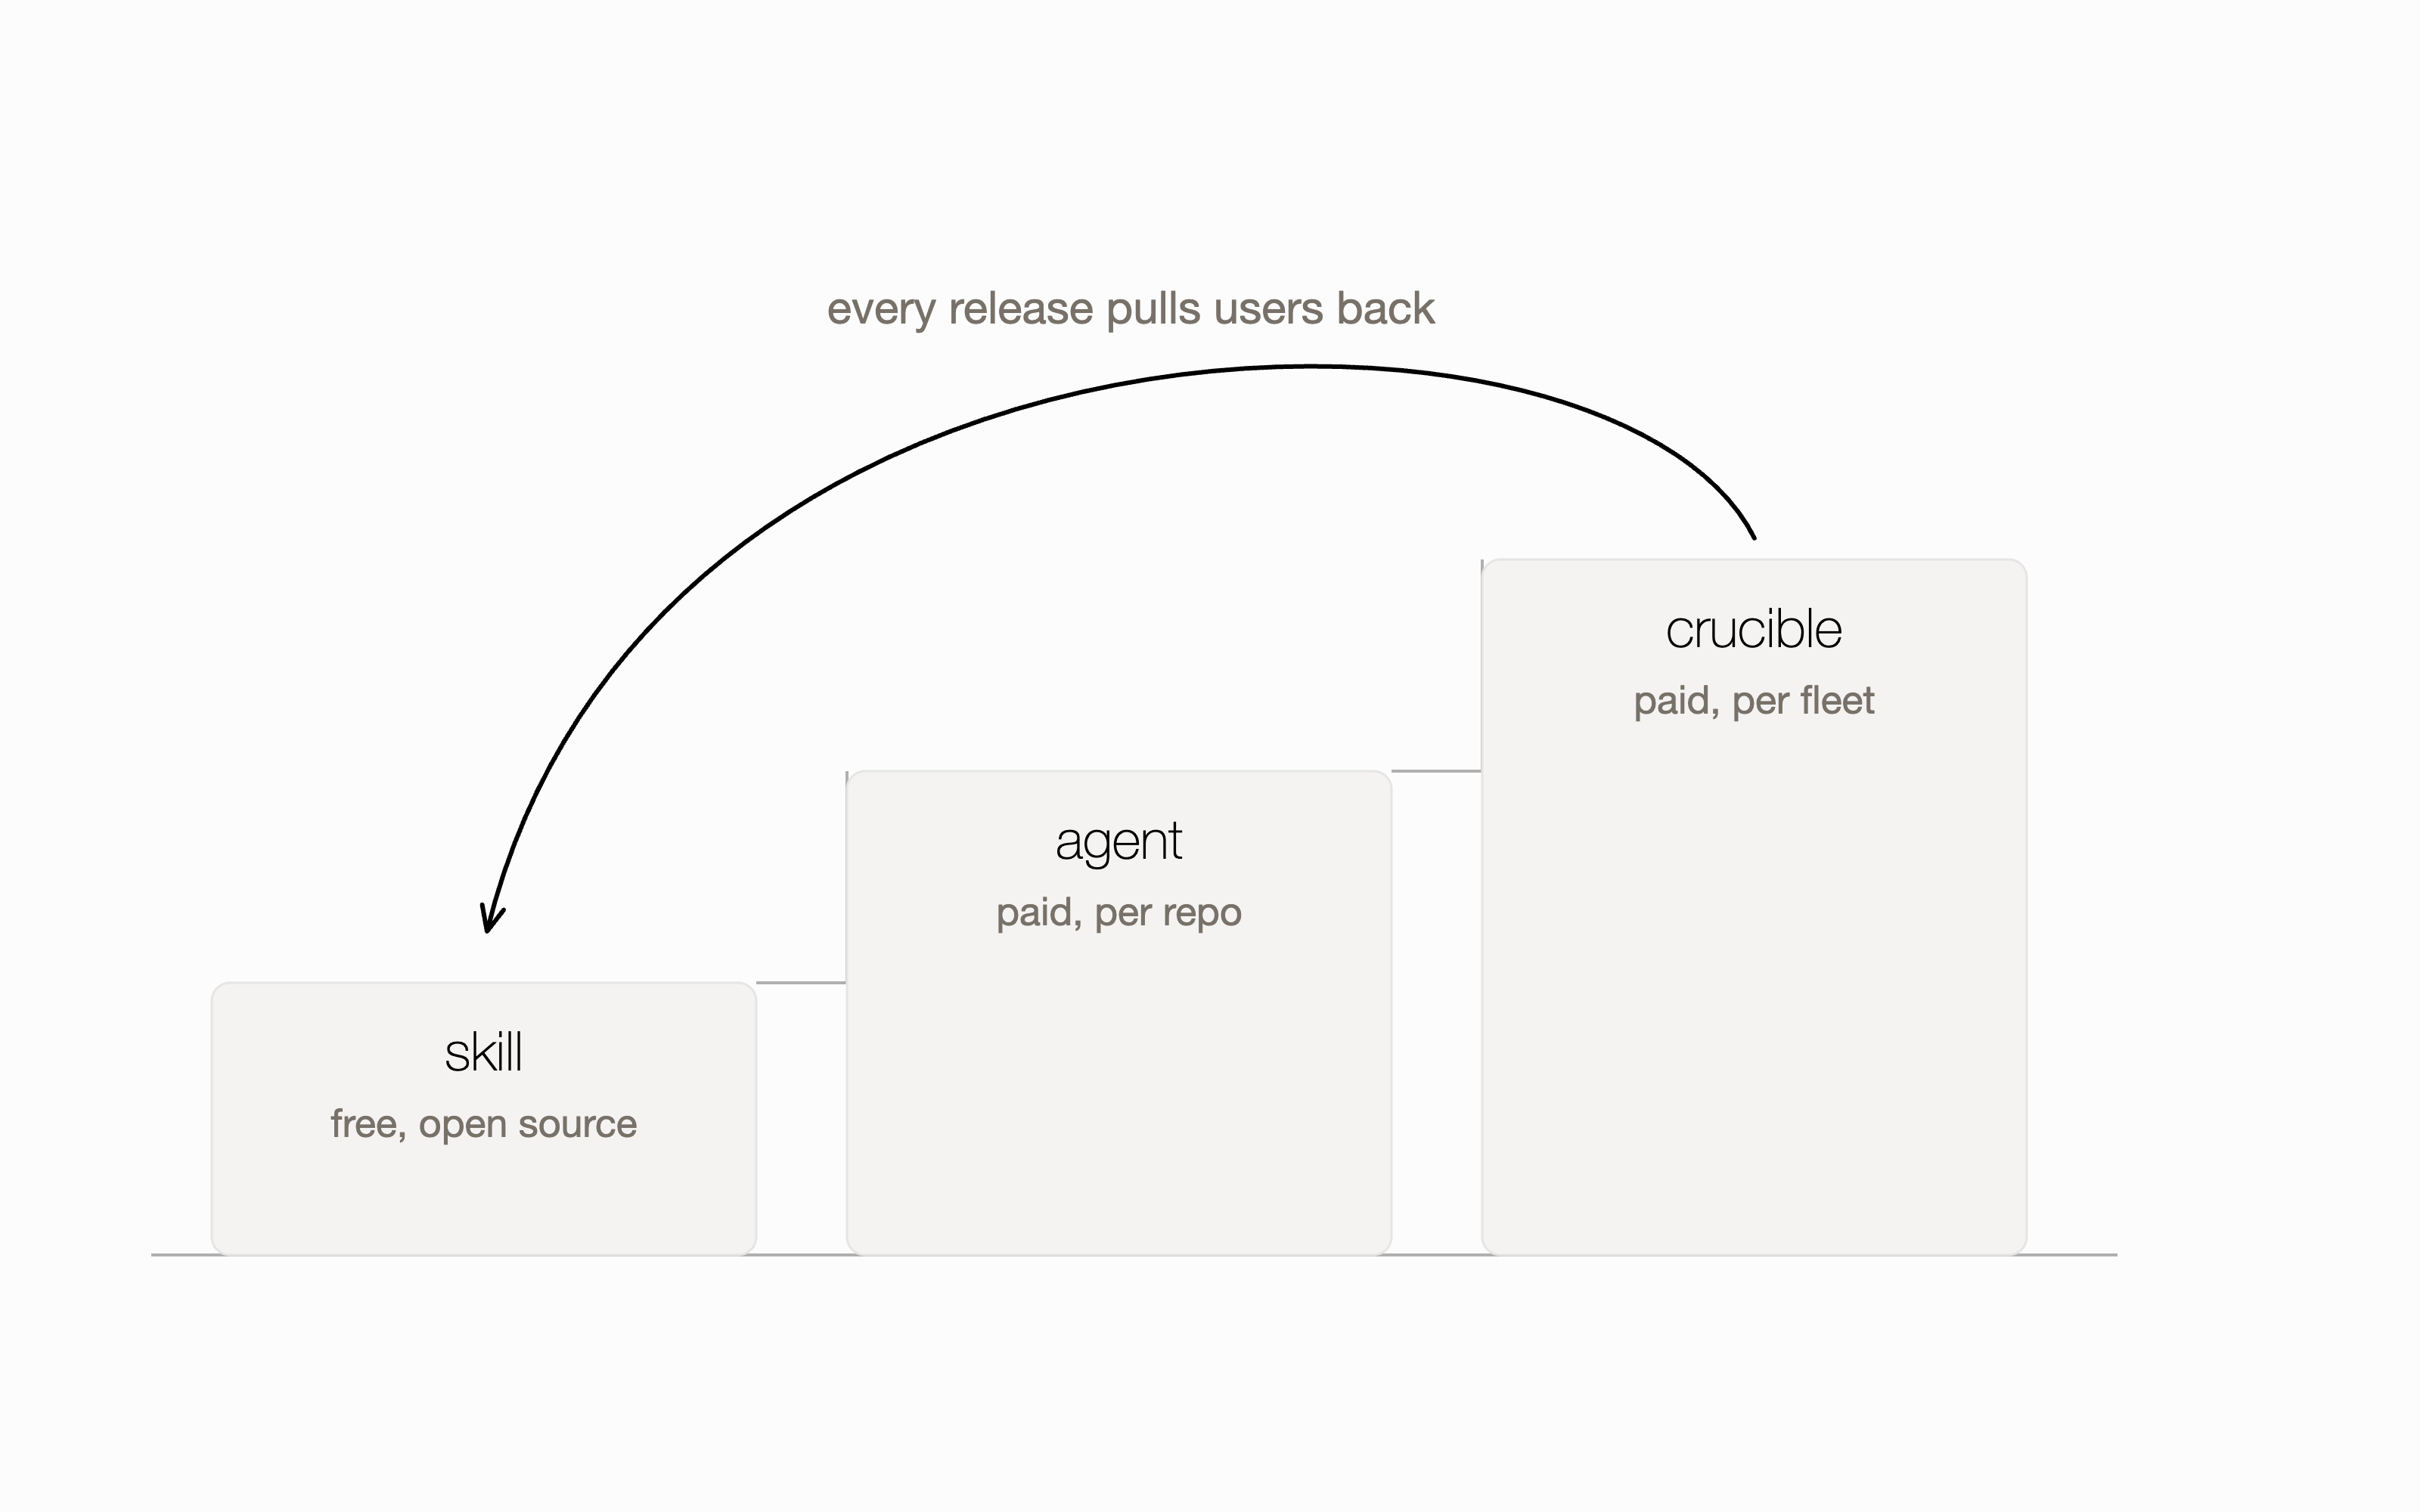 every release pulls users back
crucible
paid, per fleet
agent
paid, per repo
skill
free, open source